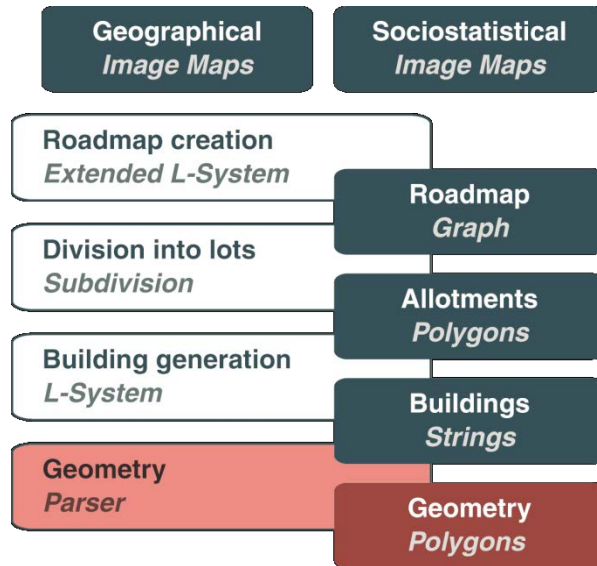 Geographical
Image Maps
Sociostatistical
Image Maps
Roadmap creation
Extended L-System
Roadmap
Graph
Division into lots
Subdivision
Allotments
Polygons
Building generation
L-System
Buildings
Strings
Geometry
Parser
Geometry
Polygons